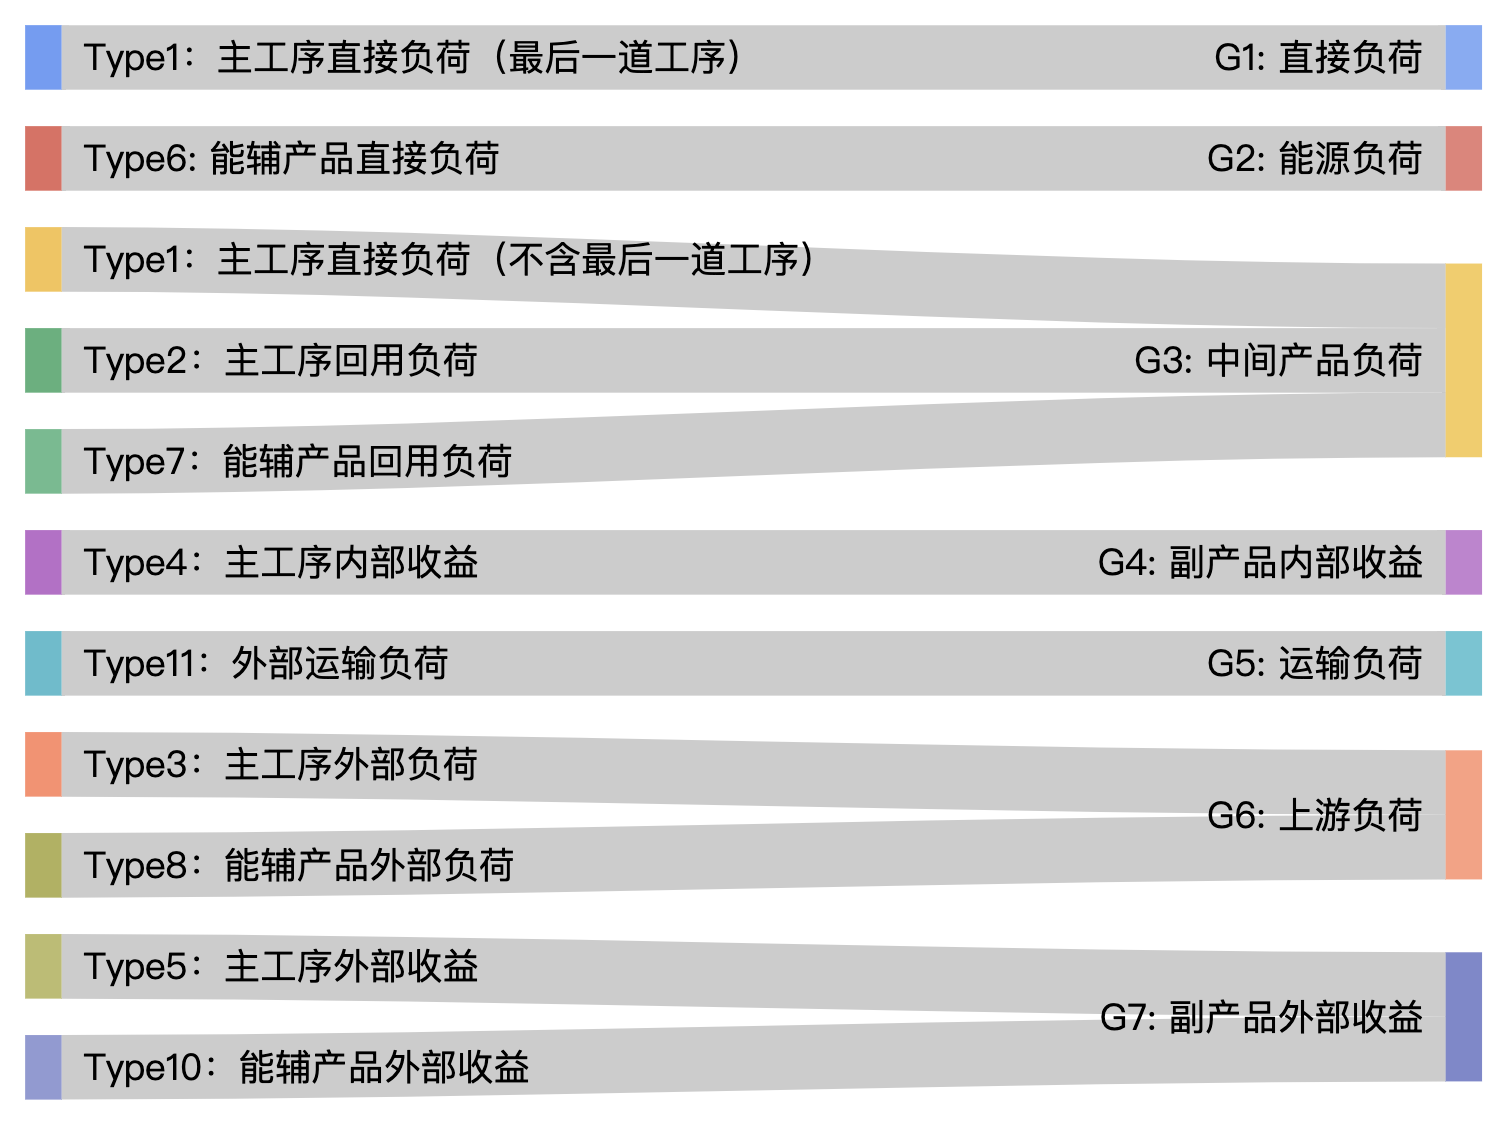 Type1：主工序直接负荷（最后一道工序） G1: 直接负荷
Type6: 能辅产品直接负荷 G2: 能源负荷
Type1：主工序直接负荷（不含最后一道工序）
Type2：主工序回用负荷 G3: 中间产品负荷
Type7：能辅产品回用负荷
Type4：主工序内部收益 G4: 副产品内部收益
Type11：外部运输负荷 G5: 运输负荷
Type3：主工序外部负荷
G6: 上游负荷
Type8：能辅产品外部负荷
Type5：主工序外部收益
G7: 副产品外部收益
Type10：能辅产品外部收益